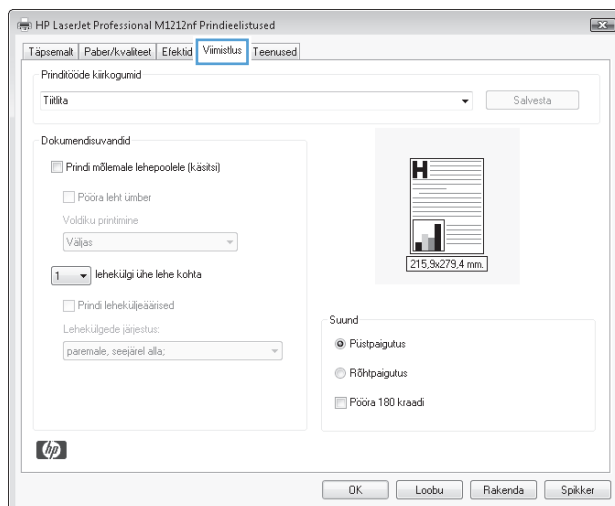 HP LaserJet Professional M1212nf Prindieelistused
Täpsemalt Paber/kvaliteet Efektid Viimistlus Teenused
Prinditööde kiirkogumid
Tiitlita
Salvesta
Dokumendisuvandid
Prindi mõlemale lehepoolele (käsitsi)
Pööra leht ümber
Voldiku printimine
Väljas
1 lehekülgi ühe lehe kohta
Prindi leheküljeäärised
Lehekülgede järjestus:
paremale, seejärel alla;
H
215,9x279,4 mm.
Suund
Püstpaigutus
Rõhtpaigutus
Pööra 180 kraadi
hp
OK Loobu Rakenda Spikker